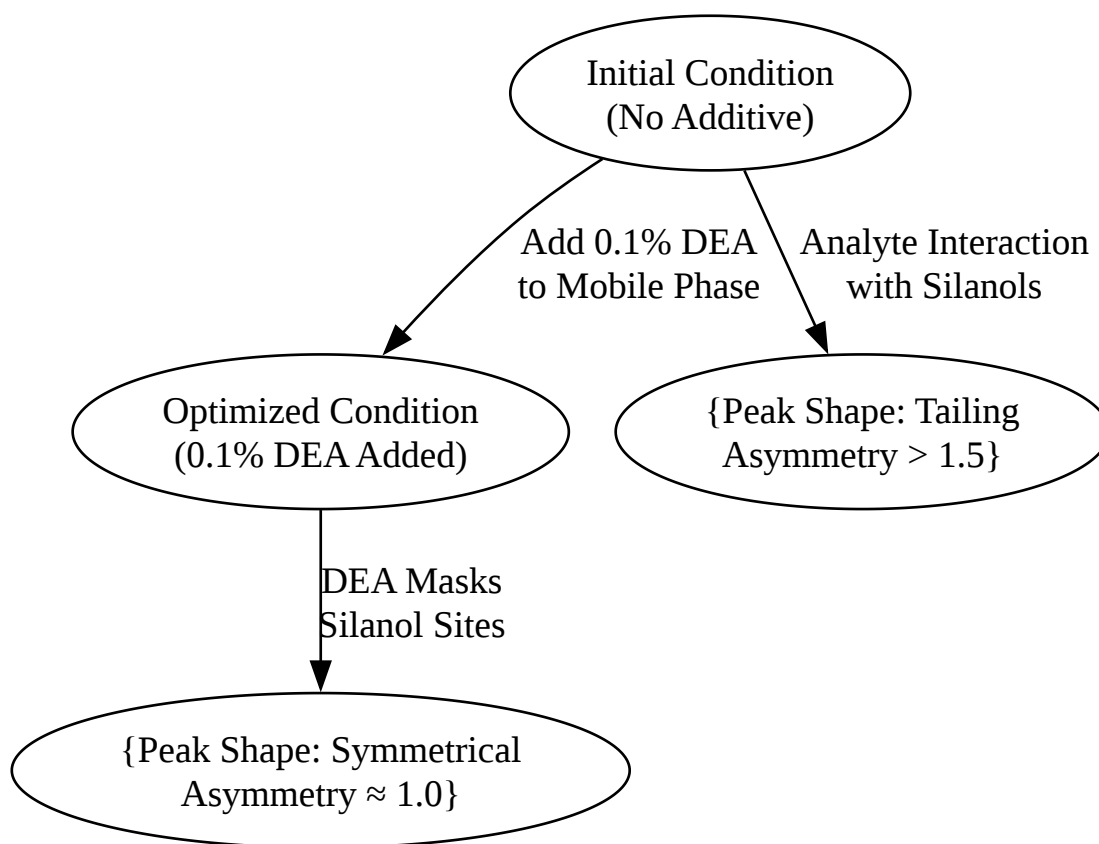 Initial Condition
(No Additive)
Add 0.1% DEA
to Mobile Phase
Analyte Interaction
with Silanols
Optimized Condition
(0.1% DEA Added)
{Peak Shape: Tailing
Asymmetry > 1.5}
DEA Masks
Silanol Sites
{Peak Shape: Symmetrical
Asymmetry ≈ 1.0}